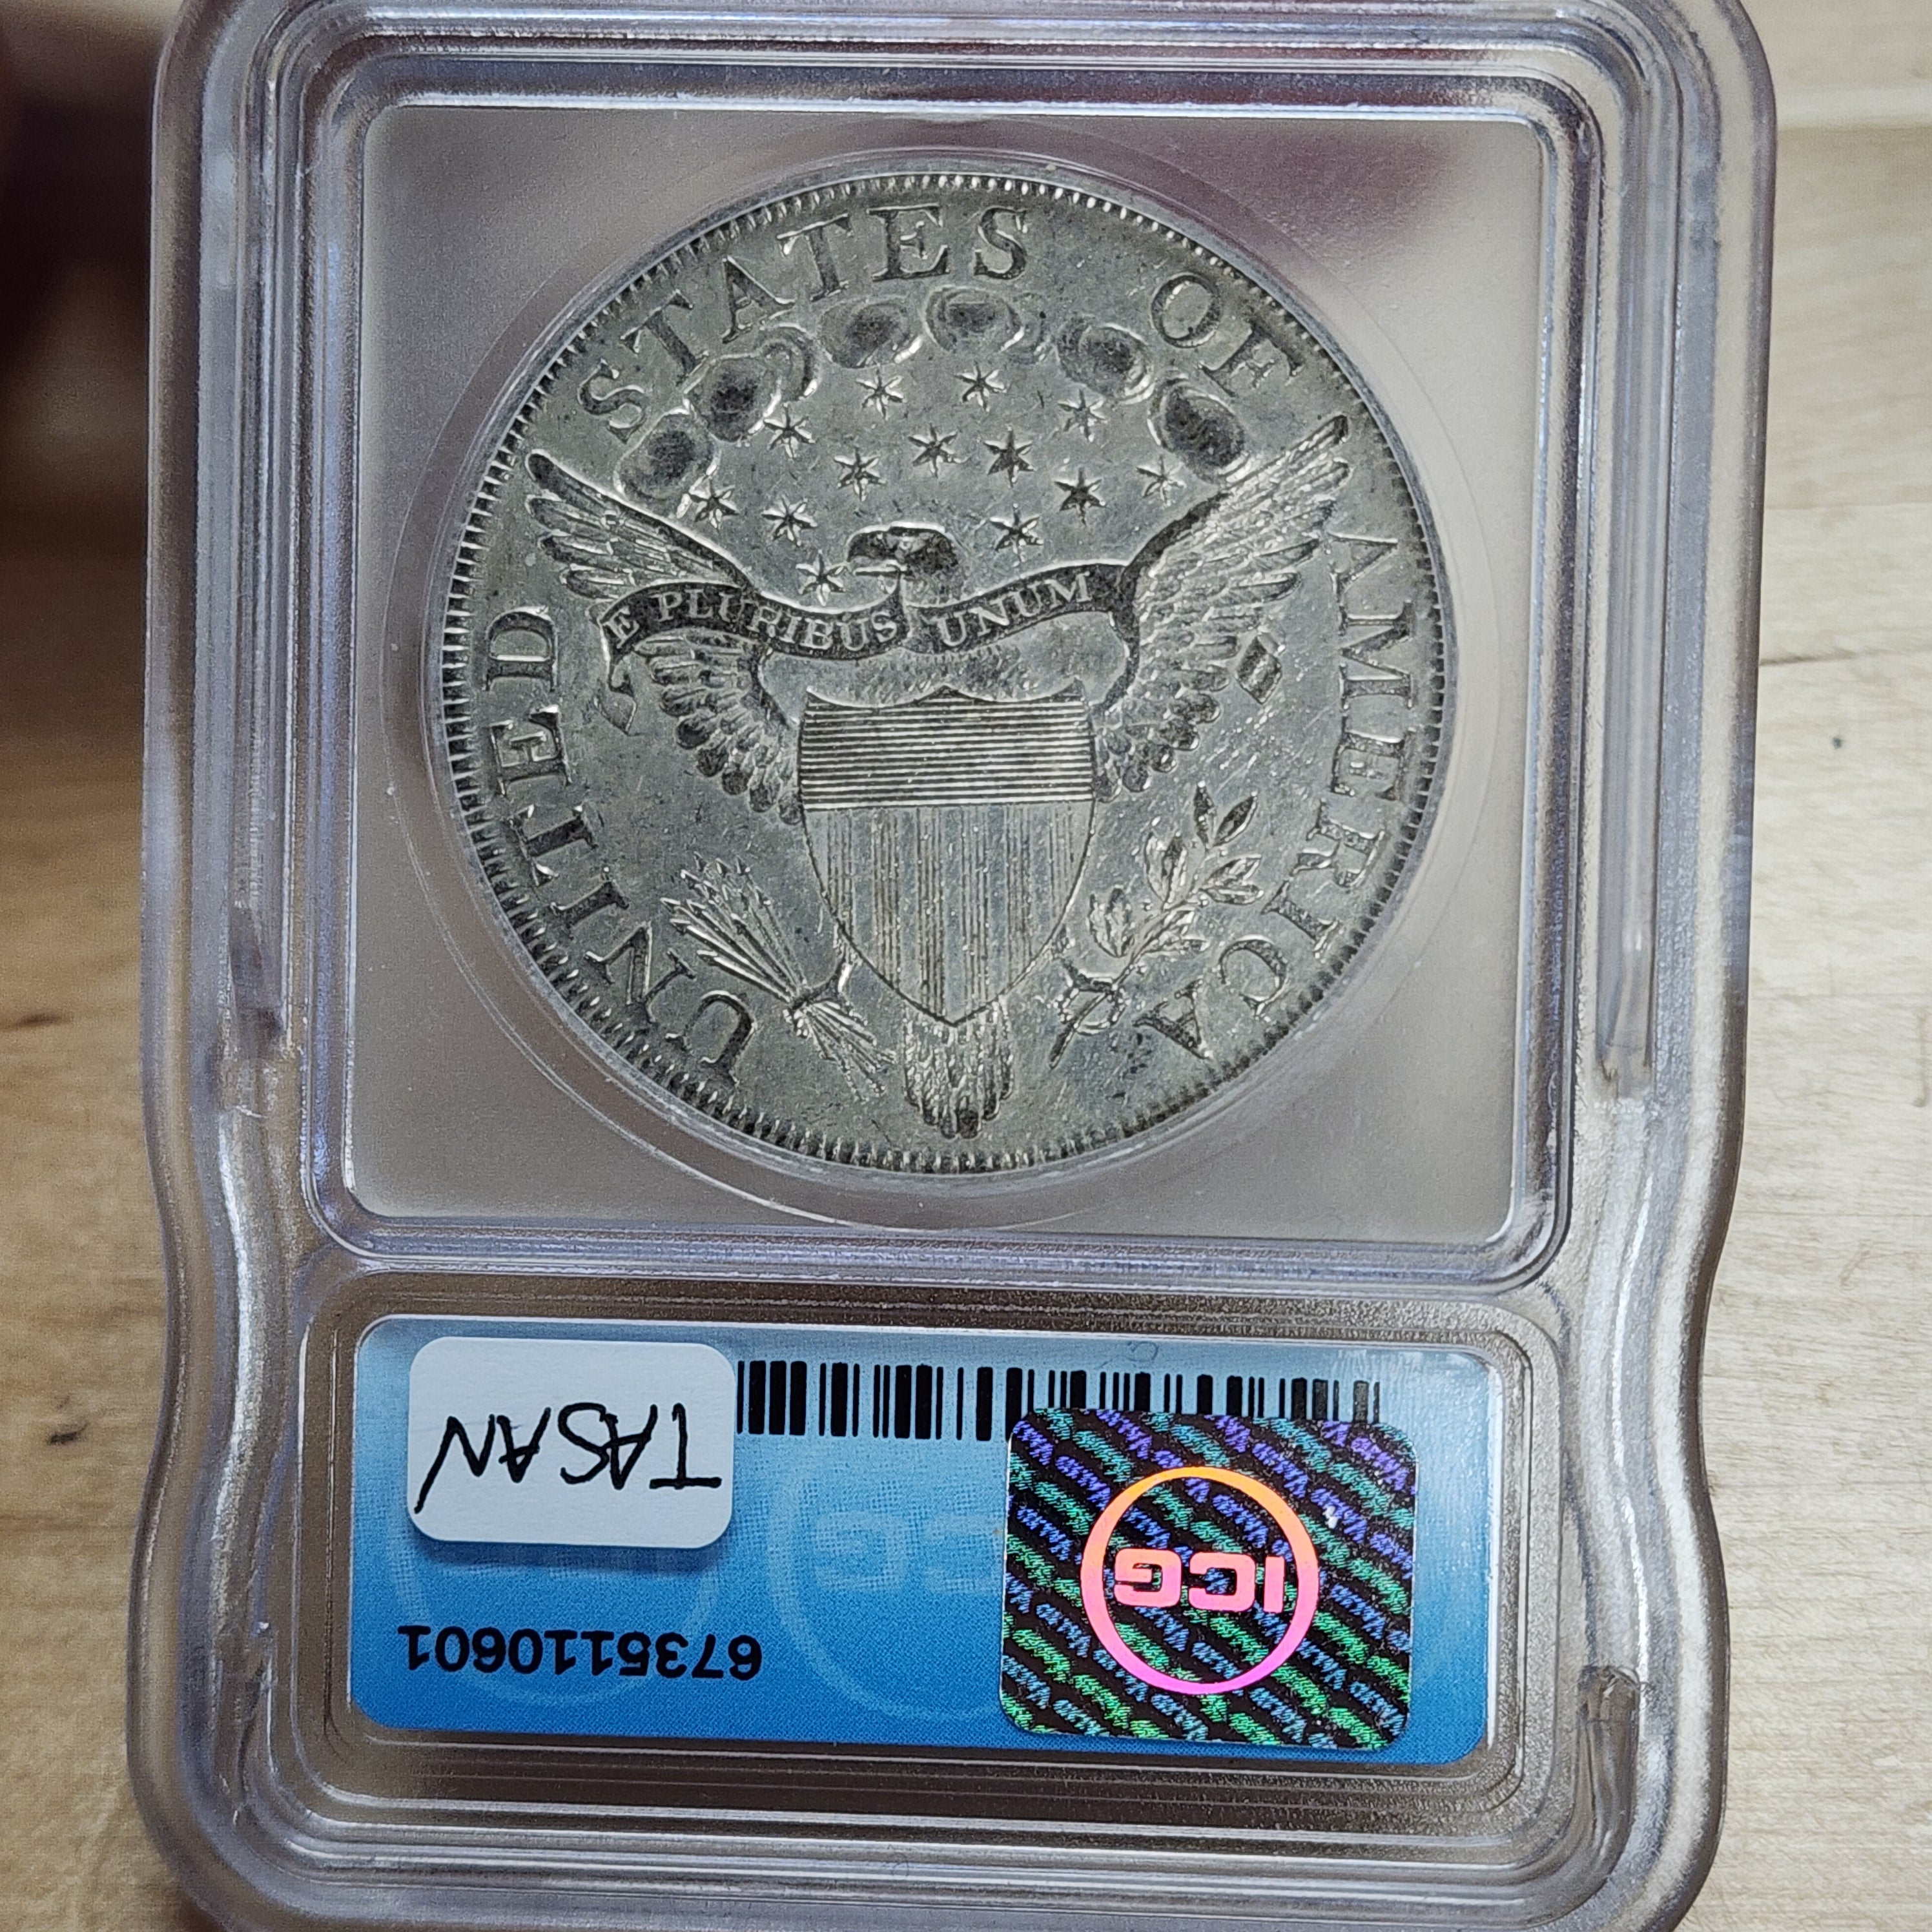 UNITED STATES OF AMERICA
E PLURIBUS UNUM
TASAN
ICG
6735110601